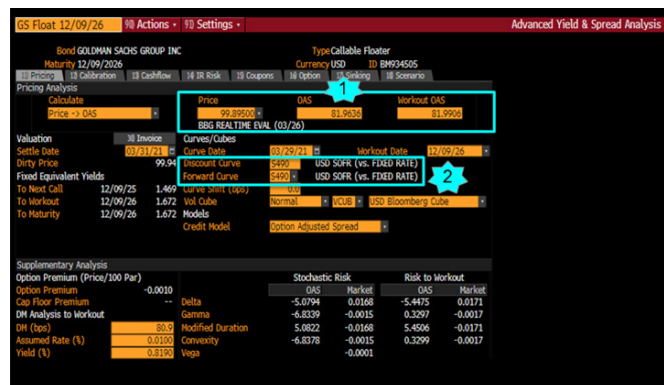 GS Float 12/09/26 90 Actions 91 Settings Advanced Yield & Spread Analysis
Bond GOLDMAN SACHS GROUP INC Type Callable Floater
Maturity 12/09/2026 Currency USD ID BM934505
11 Pricing 12 Calibration 13 Cashflow 14 IR Risk 15 Coupons 16 Option 17 Sinking 18 Scenario
Pricing Analysis
1
Calculate Price OAS Workout OAS
Price -> OAS 99.89500 81.9636 81.9906
BBG REALTIME EVAL (03/26)
Valuation 30 Invoice Curves/Cubes
Settle Date 03/31/21 Curve Date 03/29/21 Workout Date 12/09/26
Dirty Price 99.94 Discount Curve S490 USD SOFR (vs. FIXED RATE)
Fixed Equivalent Yields Forward Curve S490 USD SOFR (vs. FIXED RATE)
2
To Next Call 12/09/25 1.469 Curve Shift (bps) 0.0
To Workout 12/09/26 1.672 Vol Cube Normal VCUB USD Bloomberg Cube
To Maturity 12/09/26 1.672 Models
Credit Model Option Adjusted Spread
Supplementary Analysis
Option Premium (Price/100 Par) Stochastic Risk Risk to Workout
Option Premium -0.0010 OAS Market OAS Market
Cap Floor Premium -- Delta -5.0794 0.0168 -5.4475 0.0171
DM Analysis to Workout Gamma -6.8339 -0.0015 0.3297 -0.0017
DM (bps) 80.9 Modified Duration 5.0822 -0.0168 5.4506 -0.0171
Assumed Rate (%) 0.0100 Convexity -6.8378 -0.0015 0.3299 -0.0017
Yield (%) 0.8190 Vega -0.0001